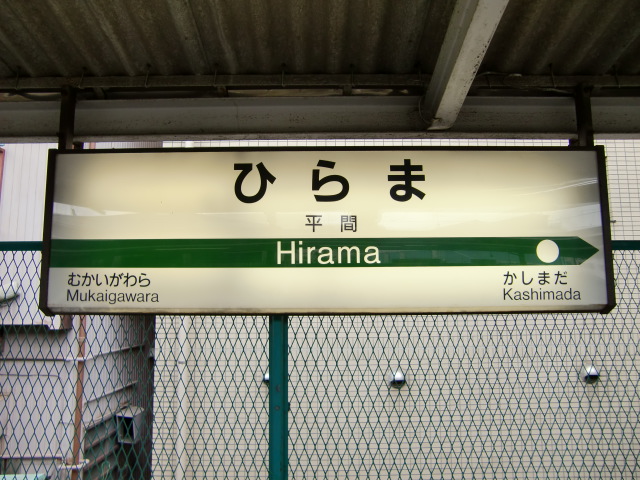 ひらま
平間
Hirama
むかいがわら
Mukaigawara
かしまだ
Kashimada